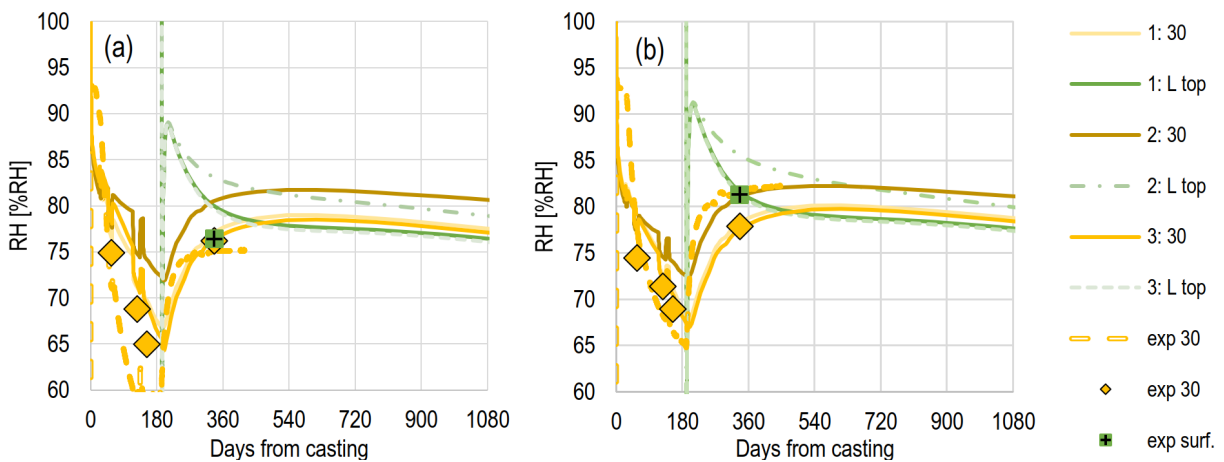 (a)
RH [%RH]
100
95
90
85
80
75
70
65
60
0 180 360 540 720 900 1080
Days from casting
(b)
RH [%RH]
100
95
90
85
80
75
70
65
60
0 180 360 540 720 900 1080
Days from casting
1: 30
1: L top
2: 30
2: L top
3: 30
3: L top
exp 30
exp 30
exp surf.